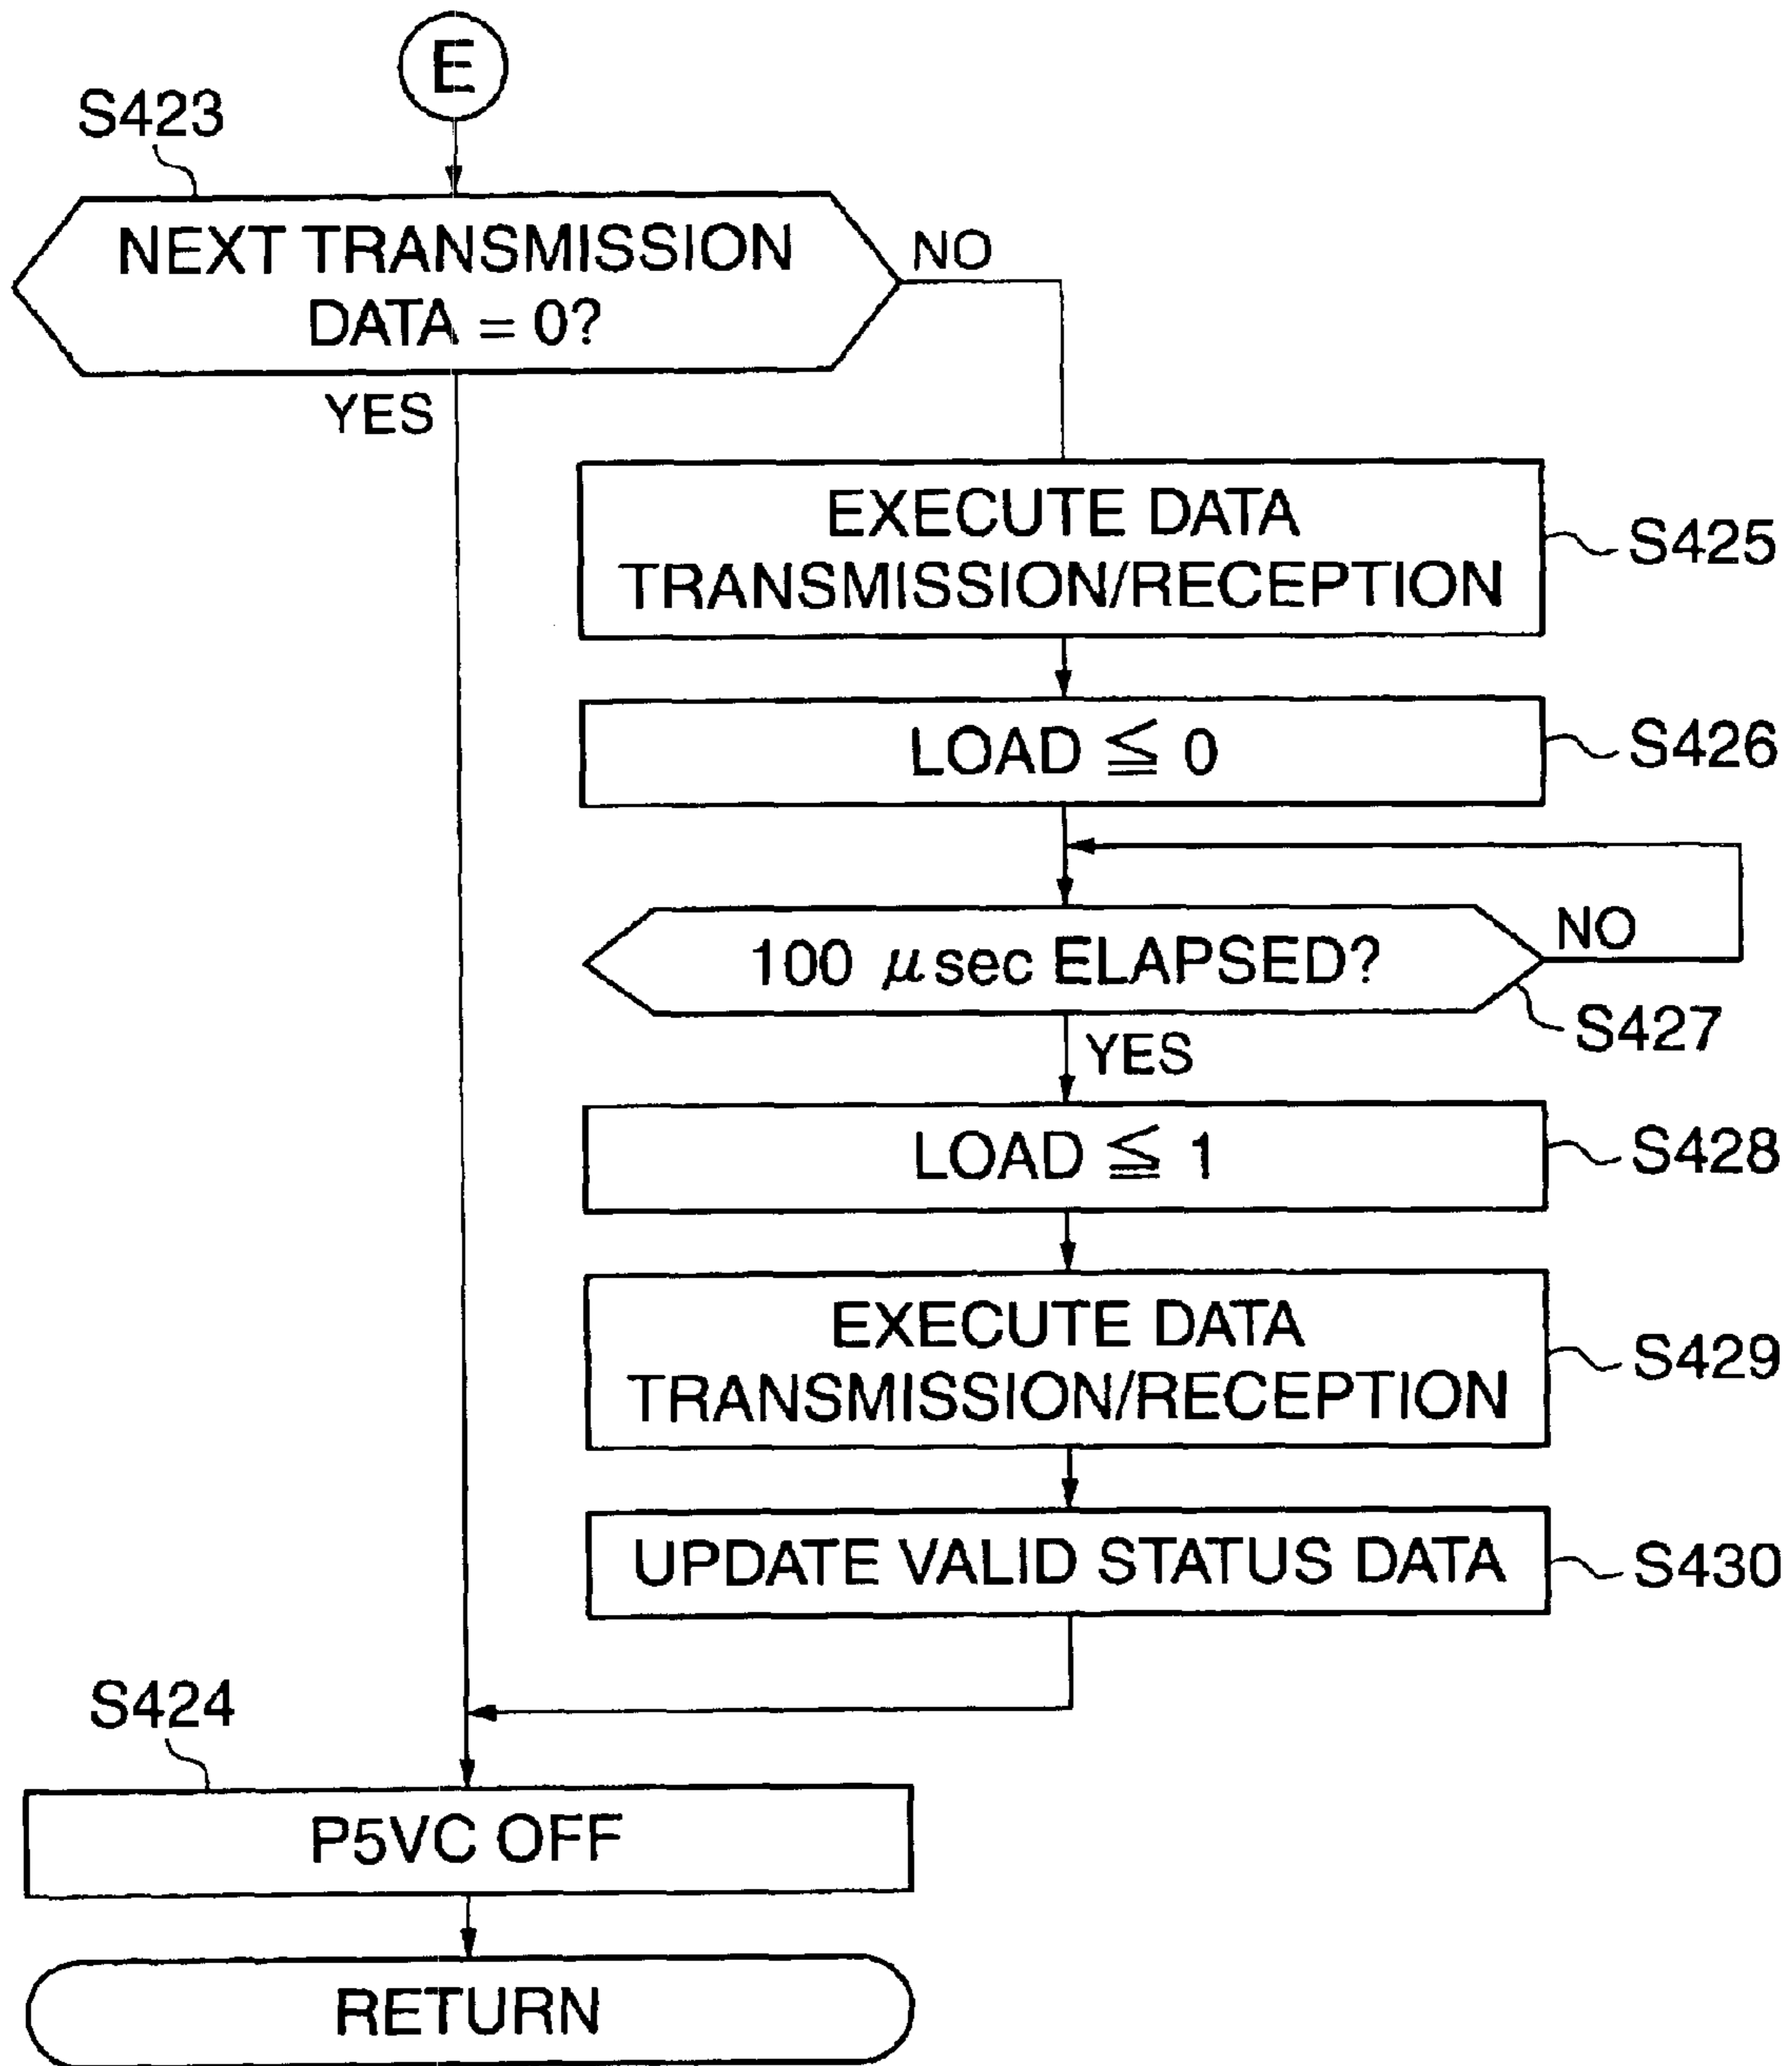 E
S423
NEXT TRANSMISSION
DATA = 0?
NO
YES
EXECUTE DATA
TRANSMISSION/RECEPTION
S425
LOAD ≦ 0
S426
100 μsec ELAPSED?
NO
S427
YES
LOAD ≦ 1
S428
EXECUTE DATA
TRANSMISSION/RECEPTION
S429
UPDATE VALID STATUS DATA
S430
S424
P5VC OFF
RETURN